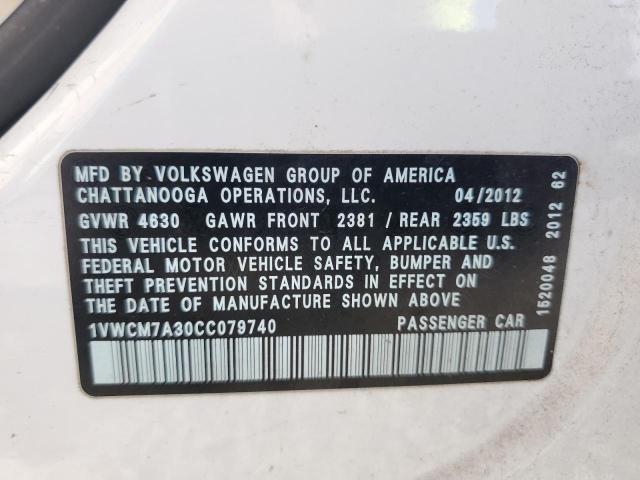 MFD BY VOLKSWAGEN GROUP OF AMERICA
CHATTANOOGA OPERATIONS, LLC. 04/2012
GVWR 4630 GAWR FRONT 2381 / REAR 2359 LBS
THIS VEHICLE CONFORMS TO ALL APPLICABLE U.S.
FEDERAL MOTOR VEHICLE SAFETY, BUMPER AND
THEFT PREVENTION STANDARDS IN EFFECT ON
THE DATE OF MANUFACTURE SHOWN ABOVE
1VWCM7A30CC079740 PASSENGER CAR
1520048 2012 62